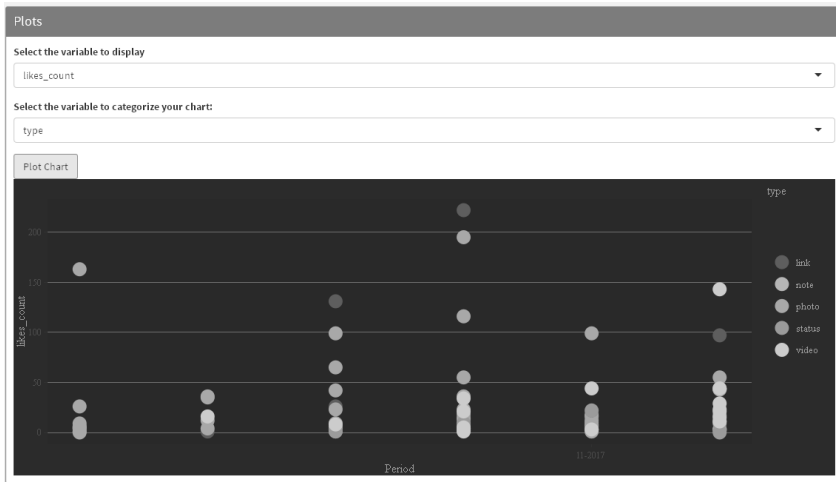 Plots
Select the variable to display
likes_count
Select the variable to categorize your chart:
type
Plot Chart
type
200
150
100
50
0
likes_count
link
note
photo
status
video
11-2017
Period